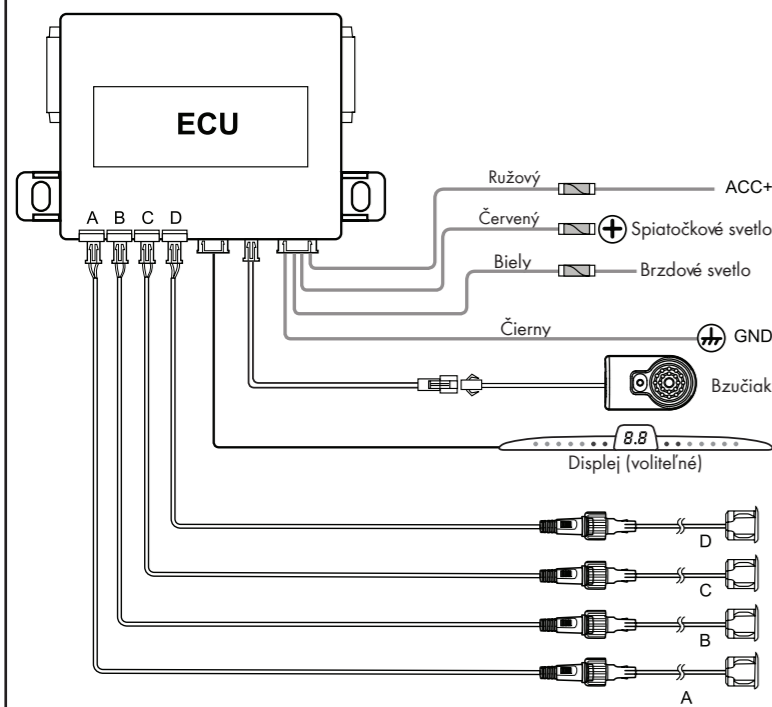 ECU
A B C D
Ružový ACC+
Červený Spiatočkové svetlo
Biely Brzdové svetlo
Čierny GND
Bzučiak
8.8
Displej (voliteľné)
D
C
B
A